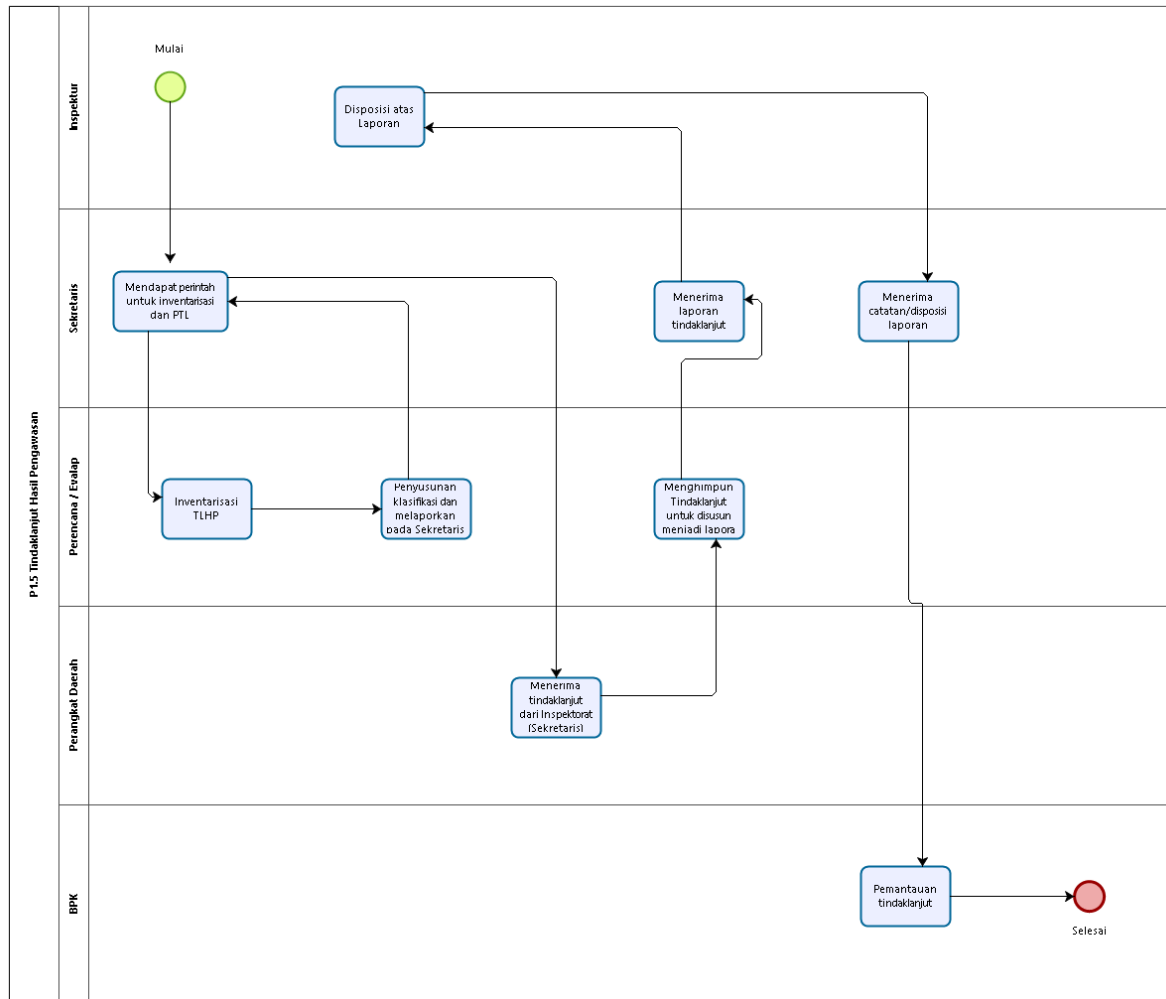 P1.5 Tindaklanjut Hasil Pengawasan
Inspektur
Mulai
Disposisi atas
Laporan
Sekretaris
Mendapat perintah
untuk inventarisasi
dan PTL
Menerima
laporan
tindaklanjut
Menerima
catatan/disposisi
laporan
Perencana / Evalap
Inventarisasi
TLHP
Penyusunan
klasifikasi dan
melaporkan
pada Sekretaris
Menghimpun
Tindaklanjut
untuk disusun
menjadi lapora
Perangkat Daerah
Menerima
tindaklanjut
dari Inspektorat
(Sekretaris)
BPK
Pemantauan
tindaklanjut
Selesai